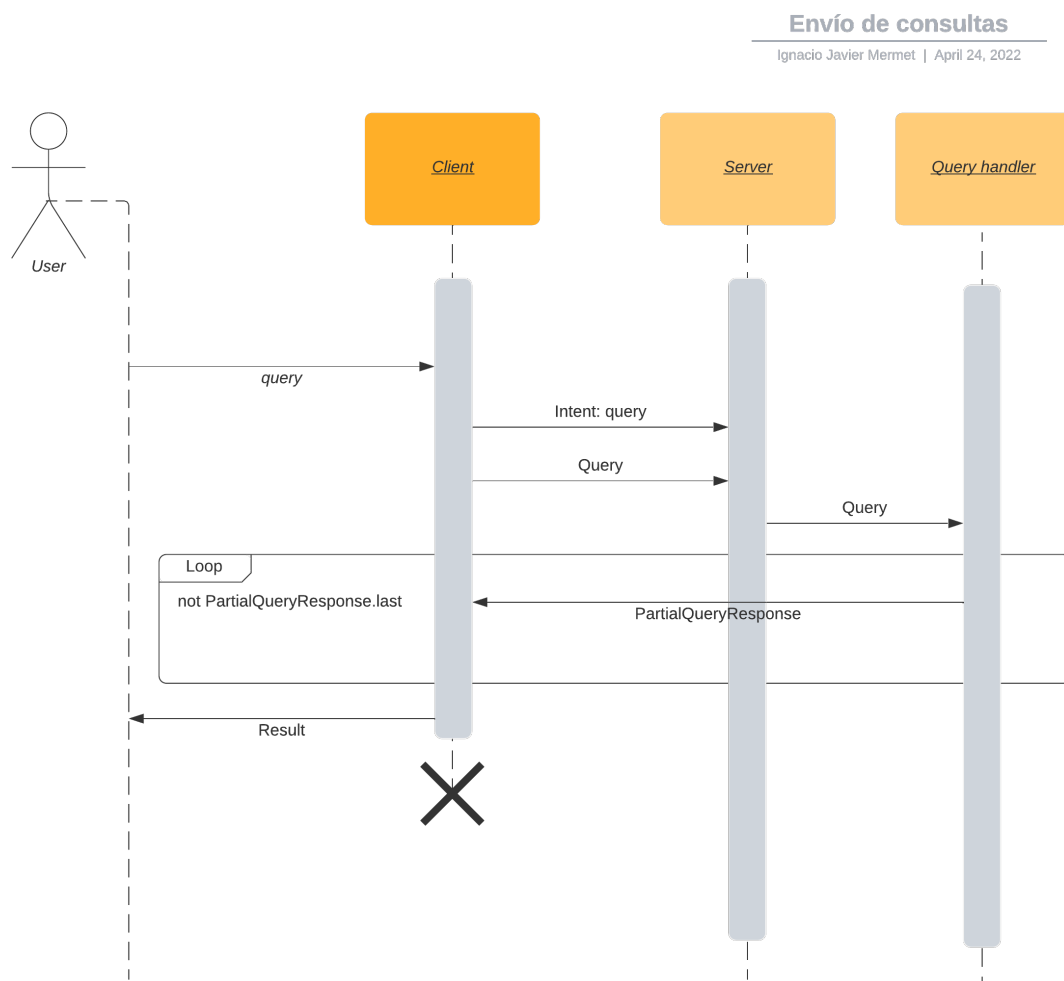 Envío de consultas
Ignacio Javier Mermet | April 24, 2022
Client
Server
Query handler
User
query
Intent: query
Query
Query
Loop
not PartialQueryResponse.last
PartialQueryResponse
Result